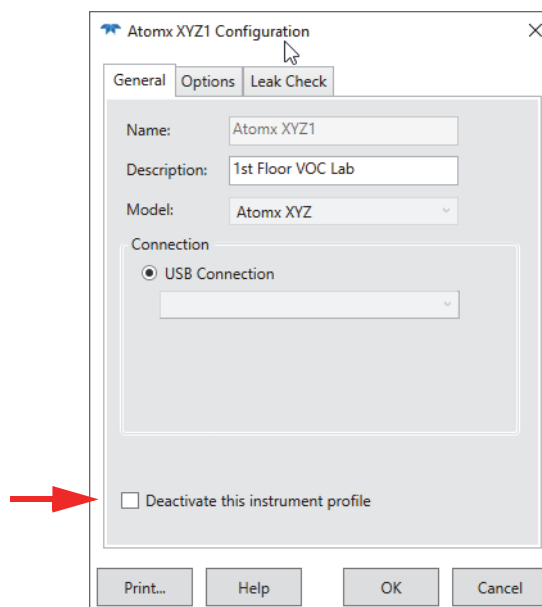 Atomx XYZ1 Configuration
General Options Leak Check
Name: Atomx XYZ1
Description: 1st Floor VOC Lab
Model: Atomx XYZ
Connection
USB Connection
Deactivate this instrument profile
Print... Help OK Cancel